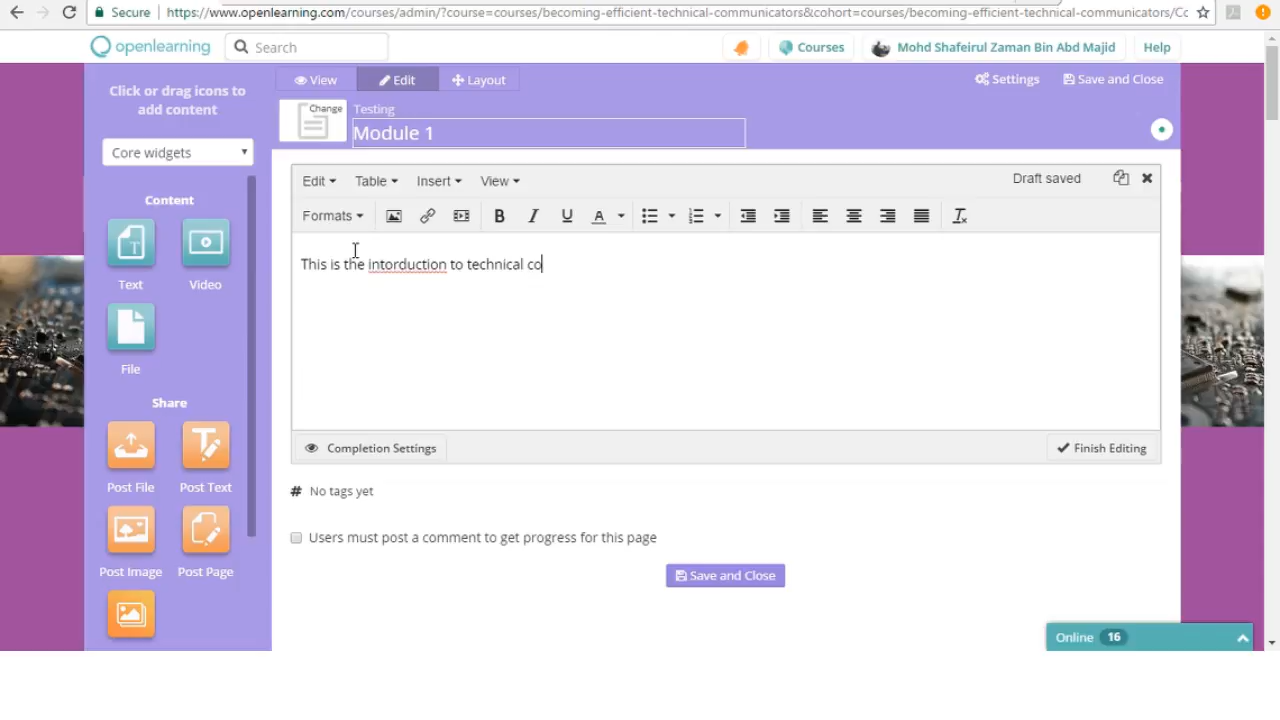 Secure https://www.openlearning.com/courses/admin/?course=courses/becoming-efficient-technical-communicators&cohort=courses/becoming-efficient-technical-communicators/Cc
openlearning Search Courses Mohd Shafeirul Zaman Bin Abd Majid Help
Click or drag icons to
add content
View Edit Layout Settings Save and Close
Change
Testing
Module 1
Core widgets
Content
Text
Video
File
Share
Post File
Post Text
Post Image
Post Page
Edit Table Insert View Draft saved
Formats B I U A Ix
This is the intorduction to technical co
Completion Settings Finish Editing
# No tags yet
Users must post a comment to get progress for this page
Save and Close
Online 16